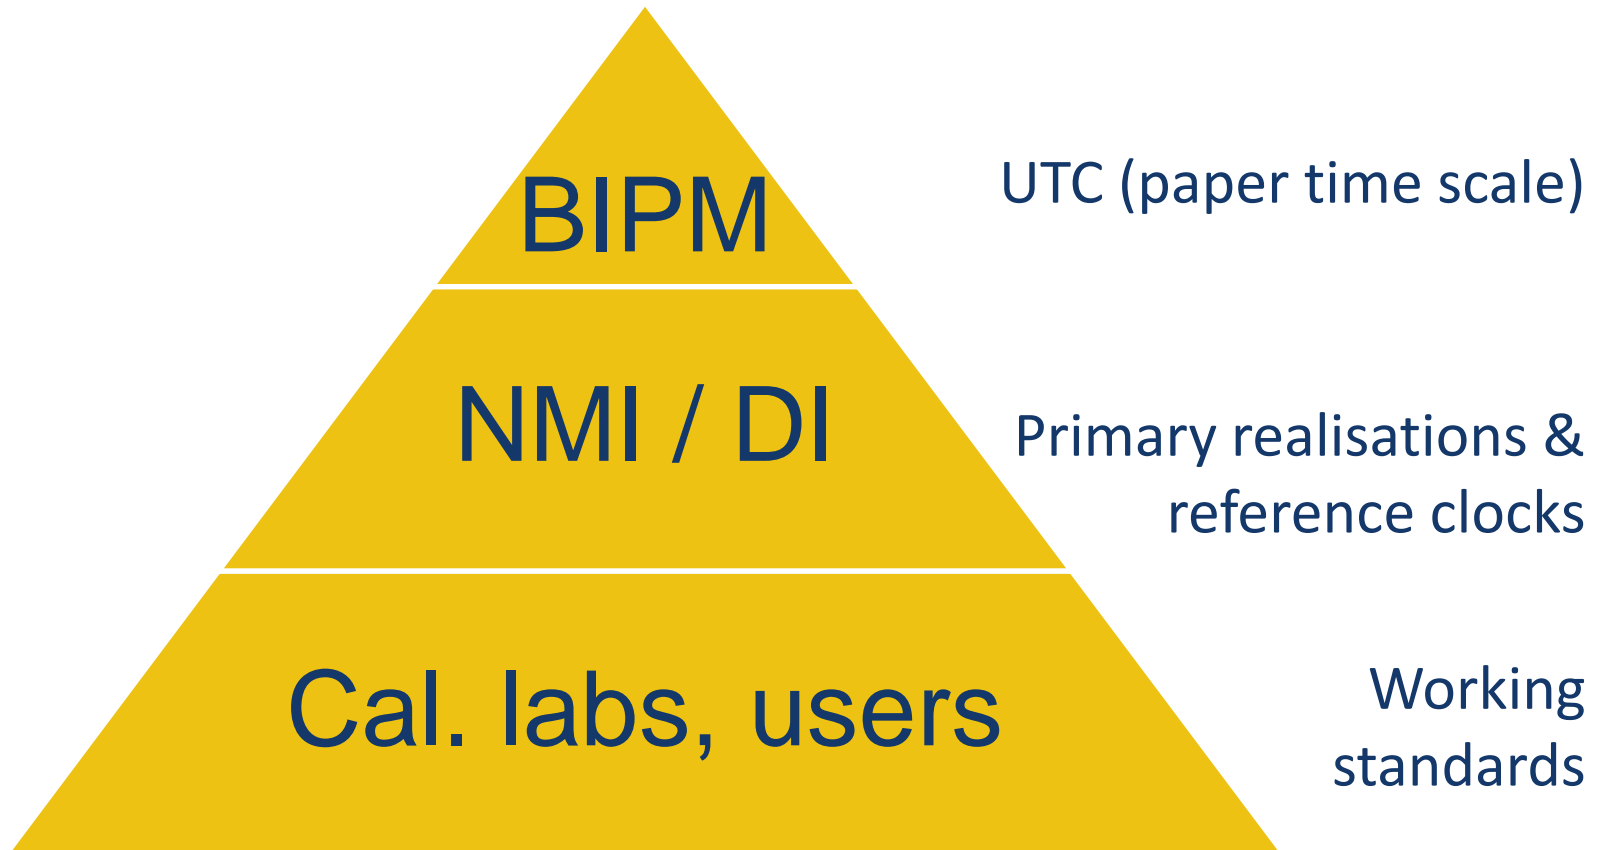 BIPM
UTC (paper time scale)
NMI / DI
Primary realisations &
reference clocks
Cal. labs, users
Working
standards